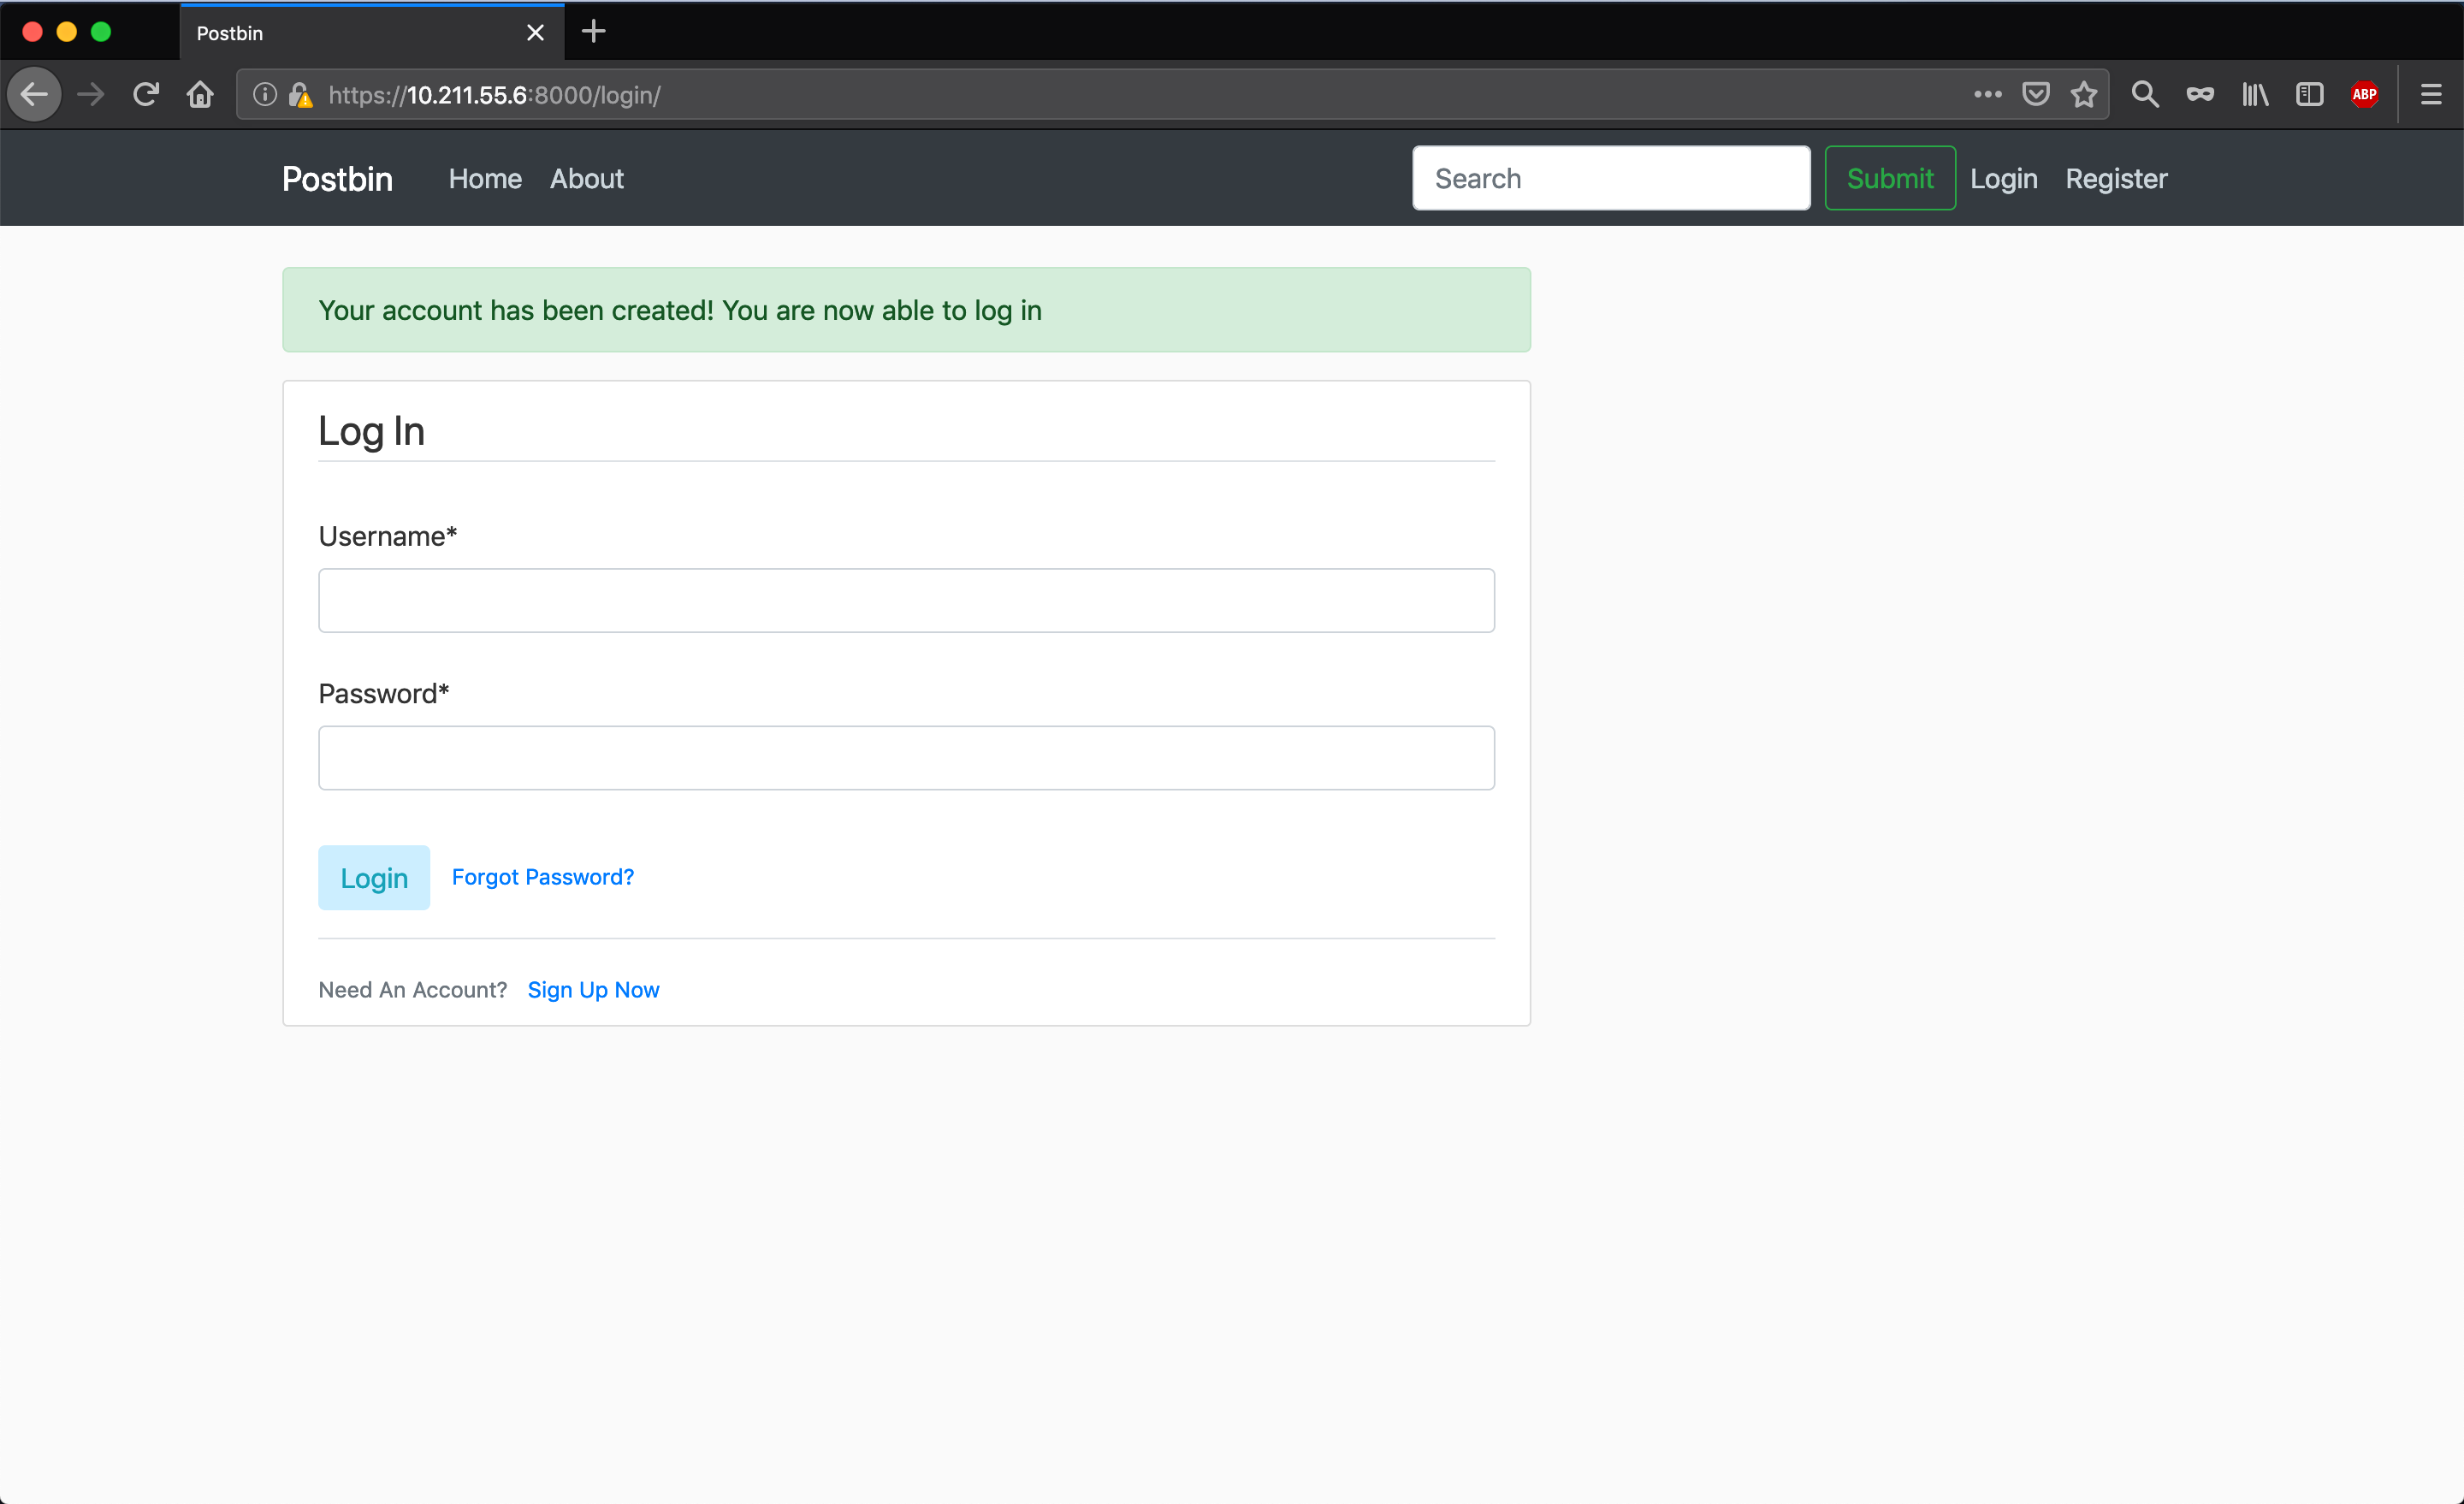 Postbin
https://10.211.55.6:8000/login/
ABP
Postbin Home About Search Submit Login Register
Your account has been created! You are now able to log in
Log In
Username*
Password*
Login Forgot Password?
Need An Account? Sign Up Now